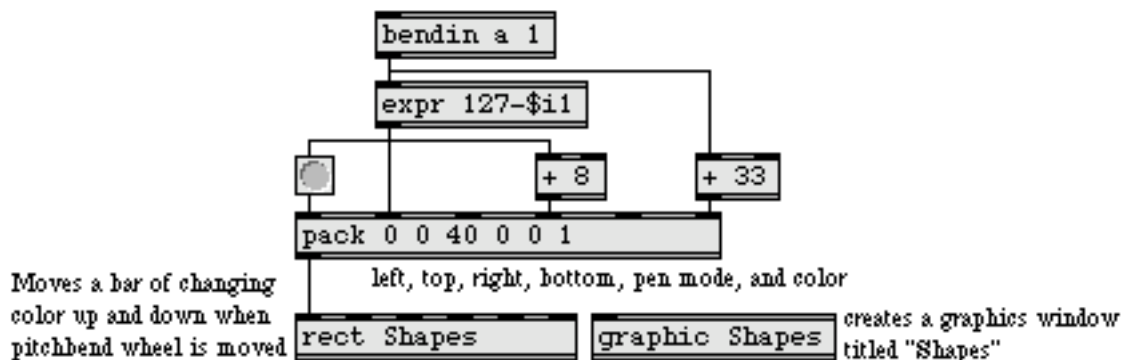 bendin a 1
expr 127-$i1
+ 8
+ 33
pack 0 0 40 0 0 1
left, top, right, bottom, pen mode, and color
Moves a bar of changing
color up and down when
pitchbend wheel is moved
rect Shapes
graphic Shapes
creates a graphics window
titled "Shapes"